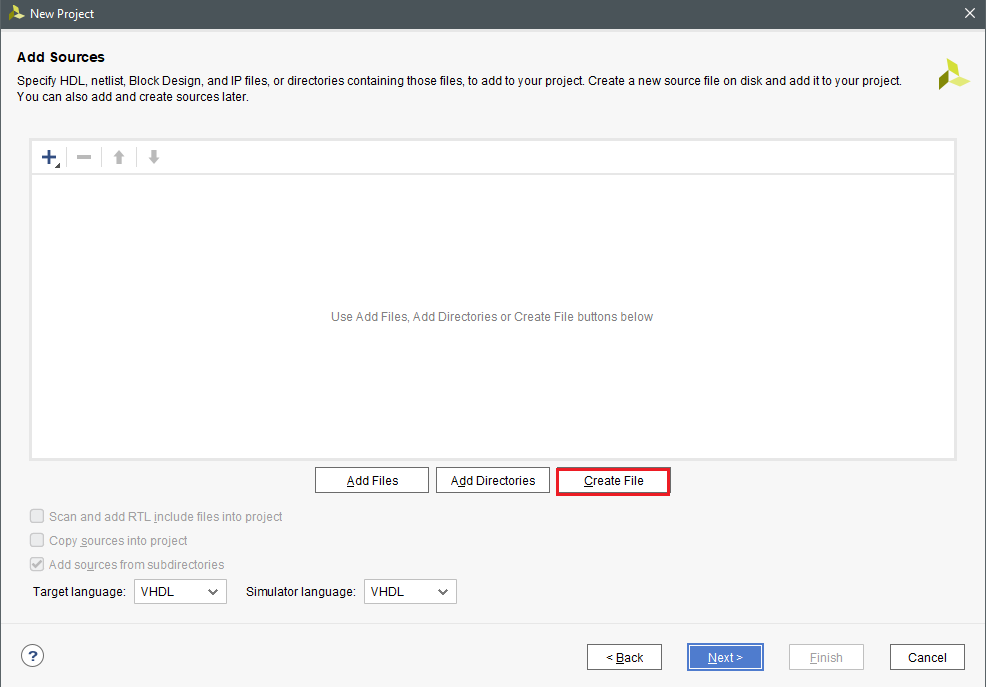 New Project
Add Sources
Specify HDL, netlist, Block Design, and IP files, or directories containing those files, to add to your project. Create a new source file on disk and add it to your project.
You can also add and create sources later.
Use Add Files, Add Directories or Create File buttons below
Add Files Add Directories Create File
Scan and add RTL include files into project
Copy sources into project
Add sources from subdirectories
Target language: VHDL Simulator language: VHDL
? < Back Next > Finish Cancel